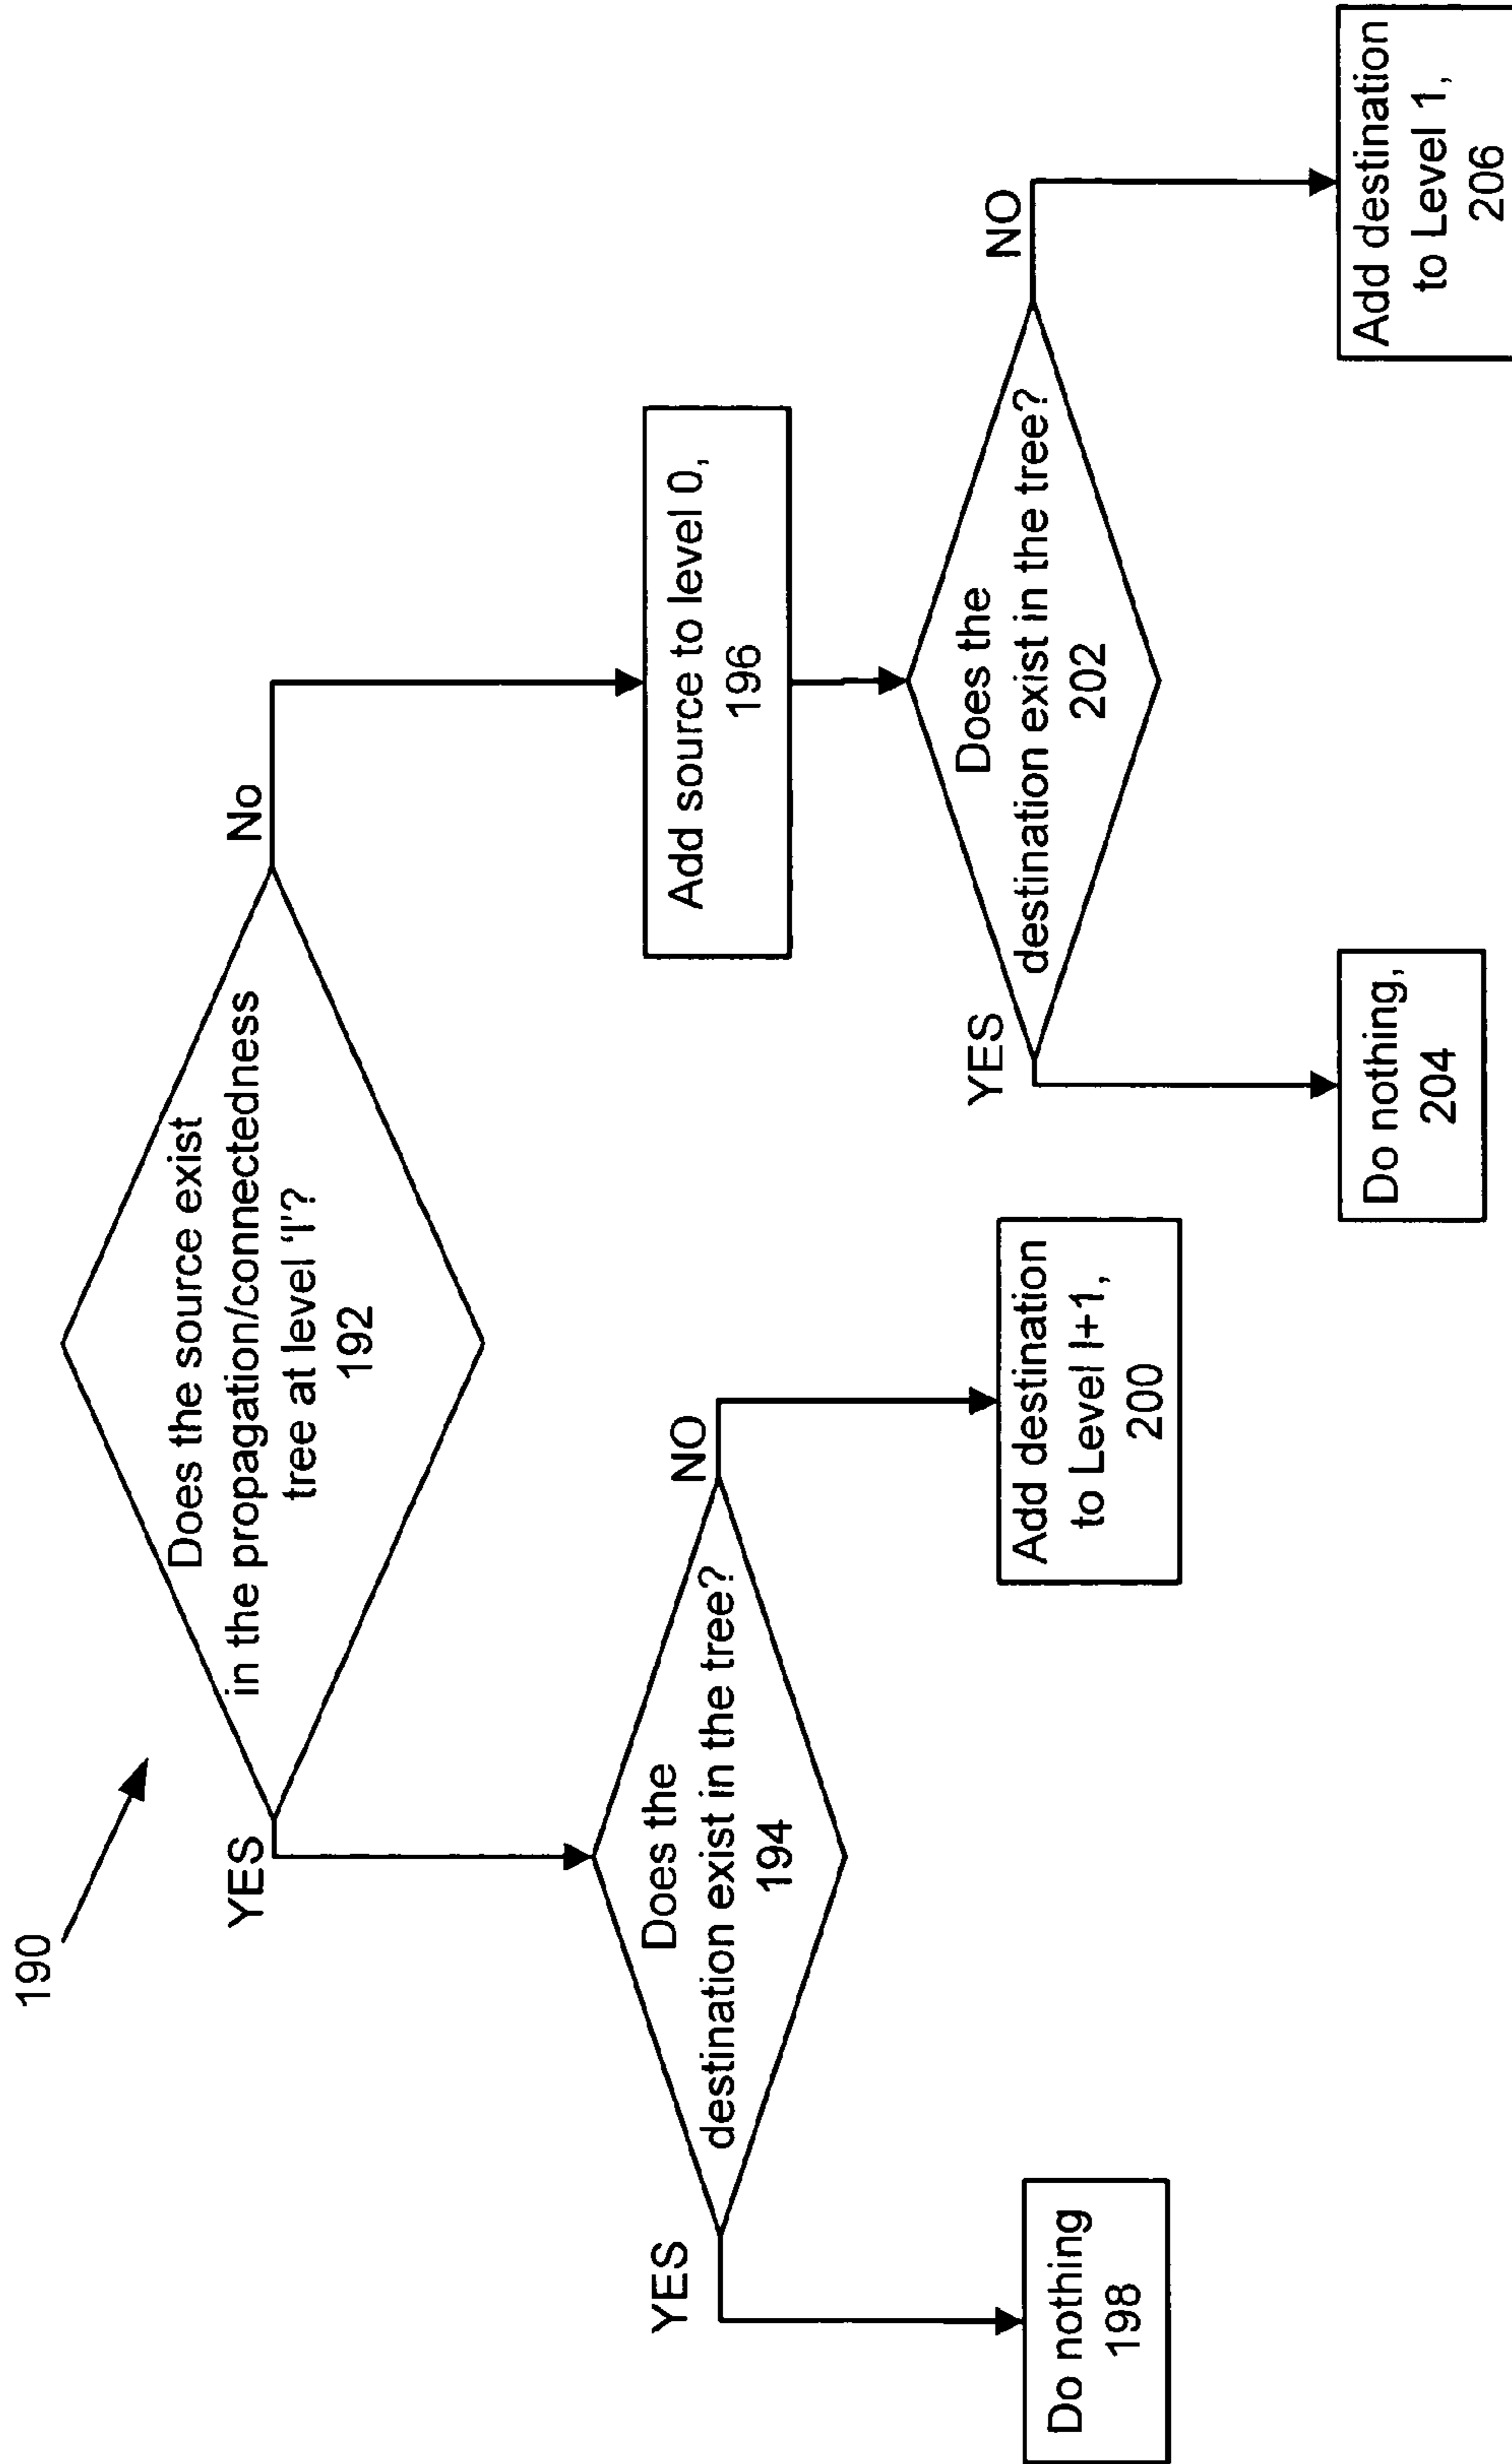 190
Does the source exist
in the propagation/connectedness
tree at level 'l'?
192
YES
No
Does the
destination exist in the tree?
194
Add source to level 0,
196
YES
NO
Does the
destination exist in the tree?
202
Do nothing
198
Add destination
to Level l+1,
200
YES
NO
Do nothing,
204
Add destination
to Level 1,
206